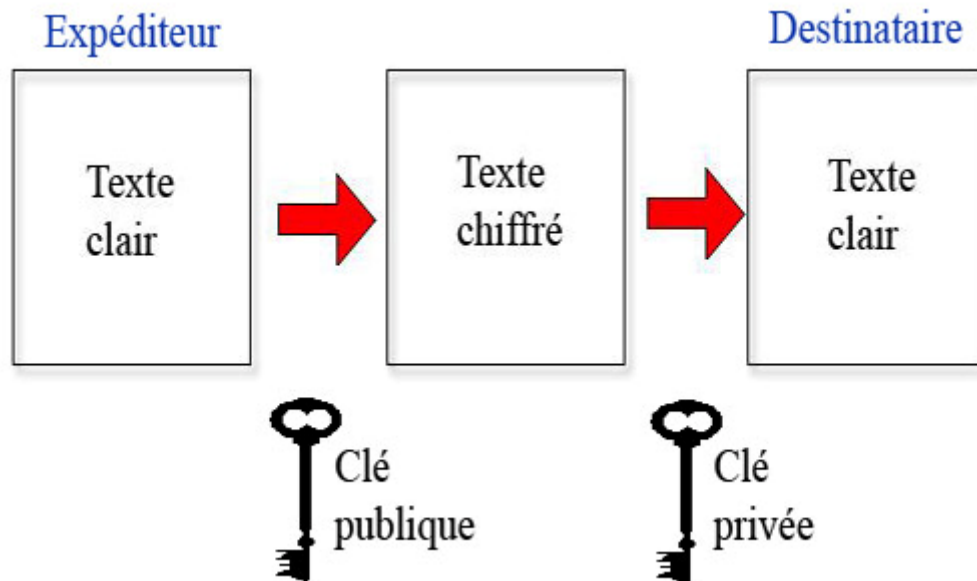 Expéditeur
Destinataire
Texte
clair
Texte
chiffré
Texte
clair
Clé
publique
Clé
privée